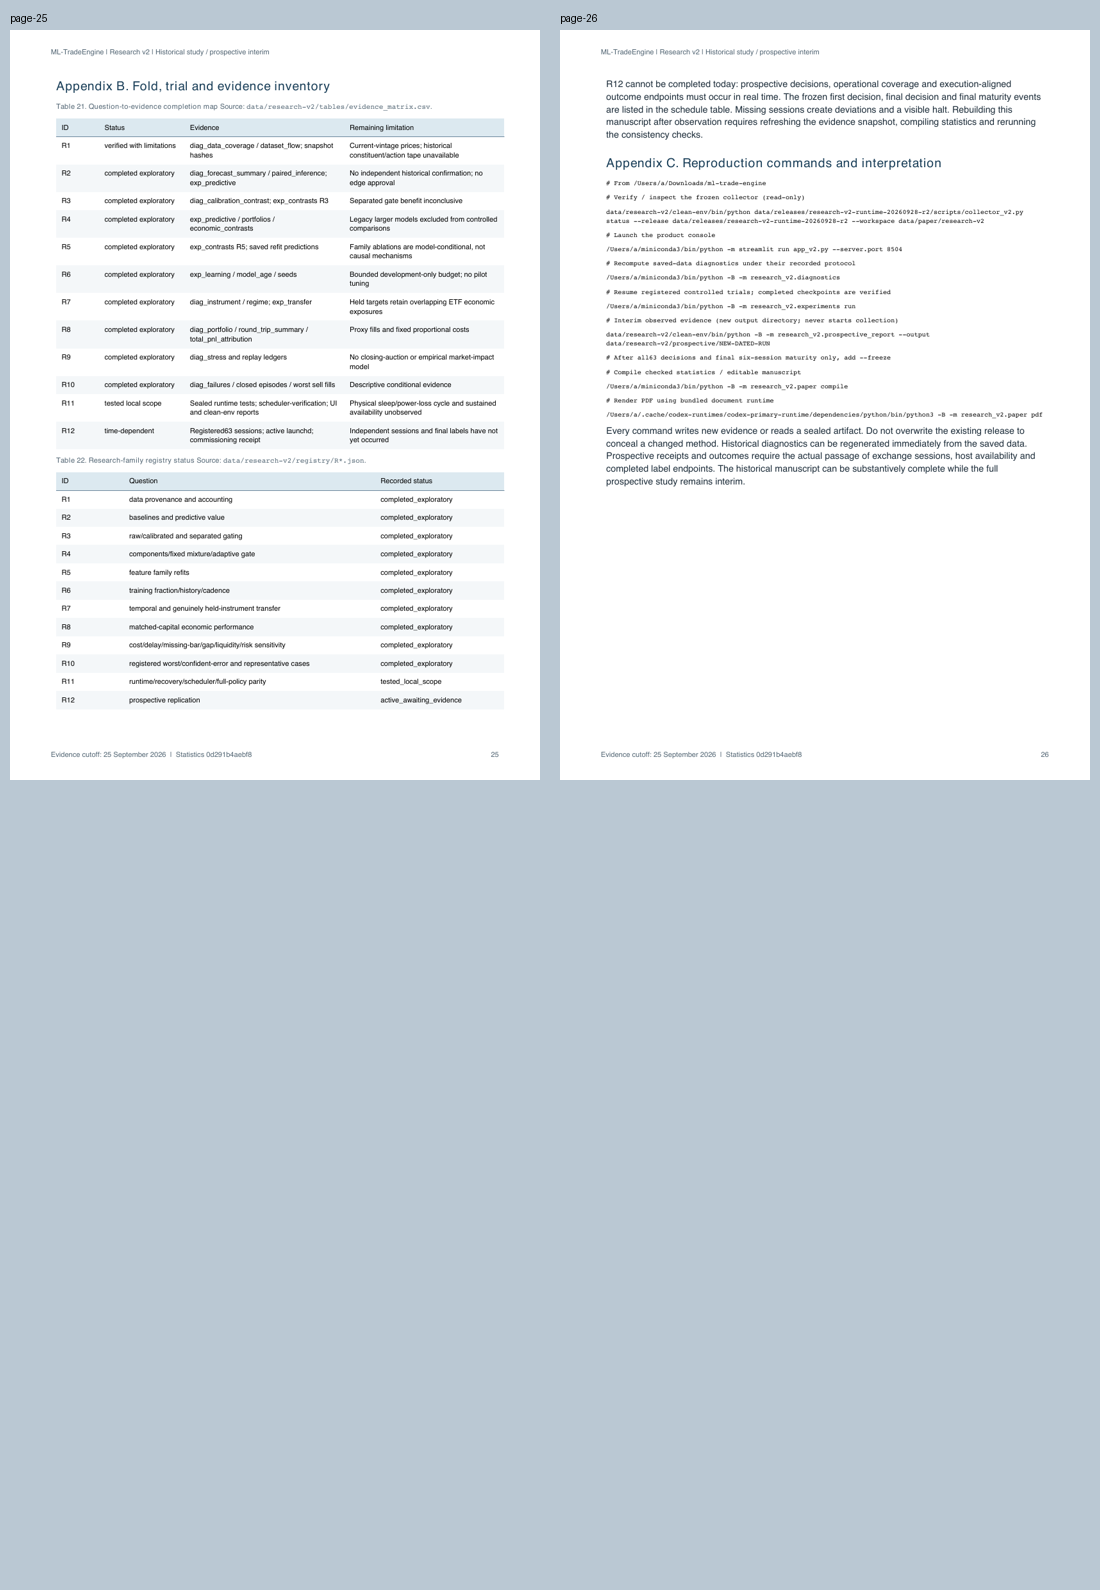 page-25
ML-TradeEngine | Research v2 | Historical study / prospective interim
Appendix B. Fold, trial and evidence inventory
Table 21. Question-to-evidence completion map Source: data/research-v2/tables/evidence_matrix.csv.
ID Status Evidence Remaining limitation
R1 verified with limitations diag_data_coverage / dataset_flow; snapshot hashes Current-vintage prices; historical constituent/action tape unavailable
R2 completed exploratory diag_forecast_summary / paired_inference; exp_predictive No independent historical confirmation; no edge approval
R3 completed exploratory diag_calibration_contrast; exp_contrasts R3 Separated gate benefit inconclusive
R4 completed exploratory exp_predictive / portfolios / economic_contrasts Legacy larger models excluded from controlled comparisons
R5 completed exploratory exp_contrasts R5; saved refit predictions Family ablations are model-conditional, not causal mechanisms
R6 completed exploratory exp_learning / model_age / seeds Bounded development-only budget; no pilot tuning
R7 completed exploratory diag_instrument / regime; exp_transfer Held targets retain overlapping ETF economic exposures
R8 completed exploratory diag_portfolio / round_trip_summary / total_pnl_attribution Proxy fills and fixed proportional costs
R9 completed exploratory diag_stress and replay ledgers No closing-auction or empirical market-impact model
R10 completed exploratory diag_failures / closed episodes / worst sell fills Descriptive conditional evidence
R11 tested local scope Sealed runtime tests; scheduler-verification; UI and clean-env reports Physical sleep/power-loss cycle and sustained availability unobserved
R12 time-dependent Registered63 sessions; active launchd; commissioning receipt Independent sessions and final labels have not yet occurred
Table 22. Research-family registry status Source: data/research-v2/registry/R*.json.
ID Question Recorded status
R1 data provenance and accounting completed_exploratory
R2 baselines and predictive value completed_exploratory
R3 raw/calibrated and separated gating completed_exploratory
R4 components/fixed mixture/adaptive gate completed_exploratory
R5 feature family refits completed_exploratory
R6 training fraction/history/cadence completed_exploratory
R7 temporal and genuinely held-instrument transfer completed_exploratory
R8 matched-capital economic performance completed_exploratory
R9 cost/delay/missing-bar/gap/liquidity/risk sensitivity completed_exploratory
R10 registered worst/confident-error and representative cases completed_exploratory
R11 runtime/recovery/scheduler/full-policy parity tested_local_scope
R12 prospective replication active_awaiting_evidence
Evidence cutoff: 25 September 2026 | Statistics 0d291b4aebf8 25
page-26
ML-TradeEngine | Research v2 | Historical study / prospective interim
R12 cannot be completed today: prospective decisions, operational coverage and execution-aligned
outcome endpoints must occur in real time. The frozen first decision, final decision and final maturity events
are listed in the schedule table. Missing sessions create deviations and a visible halt. Rebuilding this
manuscript after observation requires refreshing the evidence snapshot, compiling statistics and rerunning
the consistency checks.
Appendix C. Reproduction commands and interpretation
# From /Users/a/Downloads/ml-trade-engine
# Verify / inspect the frozen collector (read-only)
data/research-v2/clean-env/bin/python data/releases/research-v2-runtime-20260928-r2/scripts/collector_v2.py
status --release data/releases/research-v2-runtime-20260928-r2 --workspace data/paper/research-v2
# Launch the product console
/Users/a/miniconda3/bin/python -m streamlit run app_v2.py --server.port 8504
# Recompute saved-data diagnostics under their recorded protocol
/Users/a/miniconda3/bin/python -B -m research_v2.diagnostics
# Resume registered controlled trials; completed checkpoints are verified
/Users/a/miniconda3/bin/python -B -m research_v2.experiments run
# Interim observed evidence (new output directory; never starts collection)
data/research-v2/clean-env/bin/python -B -m research_v2.prospective_report --output
data/research-v2/prospective/NEW-DATED-RUN
# After all63 decisions and final six-session maturity only, add --freeze
# Compile checked statistics / editable manuscript
/Users/a/miniconda3/bin/python -B -m research_v2.paper compile
# Render PDF using bundled document runtime
/Users/a/.cache/codex-runtimes/codex-primary-runtime/dependencies/python/bin/python3 -B -m research_v2.paper pdf
Every command writes new evidence or reads a sealed artifact. Do not overwrite the existing release to
conceal a changed method. Historical diagnostics can be regenerated immediately from the saved data.
Prospective receipts and outcomes require the actual passage of exchange sessions, host availability and
completed label endpoints. The historical manuscript can be substantively complete while the full
prospective study remains interim.
Evidence cutoff: 25 September 2026 | Statistics 0d291b4aebf8 26